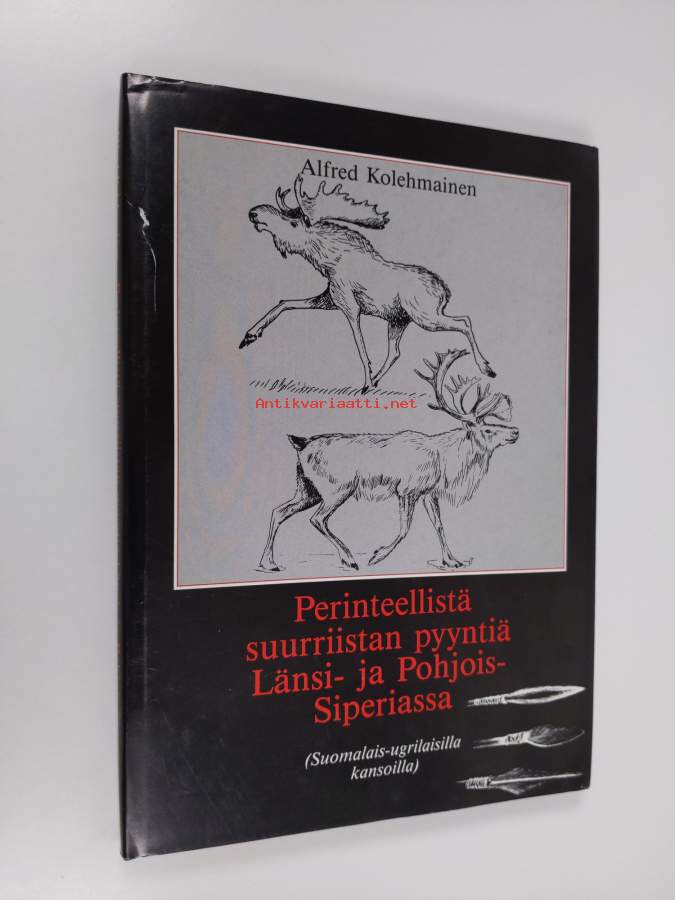 Alfred Kolehmainen
Antikvariaatti.net
Perinteellistä
suurriistan pyyntiä
Länsi- ja Pohjois-
Siperiassa
(Suomalais-ugrilaisilla
kansoilla)